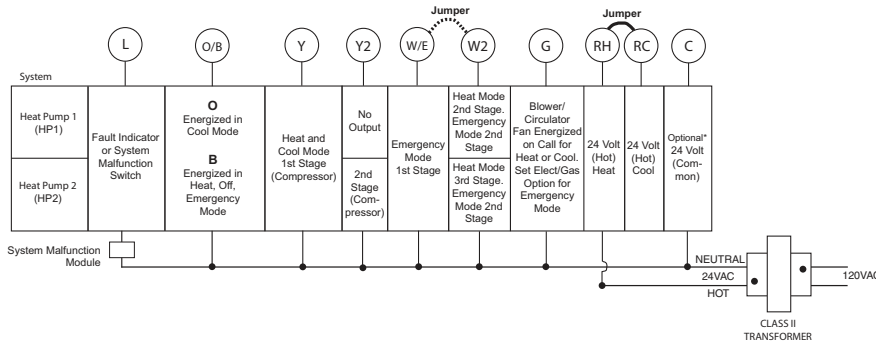 Jumper
Jumper
L
O/B
Y
Y2
W/E
W2
G
RH
RC
C
System
Heat Pump 1
(HP1)
Heat Pump 2
(HP2)
Fault Indicator
or System
Malfunction
Switch
O
Energized in
Cool Mode
B
Energized in
Heat, Off,
Emergency
Mode
Heat and
Cool Mode
1st Stage
(Compressor)
No
Output
2nd
Stage
(Com-
pressor)
Emergency
Mode
1st Stage
Heat Mode
2nd Stage.
Emergency
Mode 2nd
Stage
Heat Mode
3rd Stage.
Emergency
Mode 2nd
Stage
Blower/
Circulator
Fan Energized
on Call for
Heat or Cool.
Set Elect/Gas
Option for
Emergency
Mode
24 Volt
(Hot)
Heat
24 Volt
(Hot)
Cool
Optional*
24 Volt
(Com-
mon)
System Malfunction
Module
NEUTRAL
24VAC
HOT
120VAC
CLASS II
TRANSFORMER